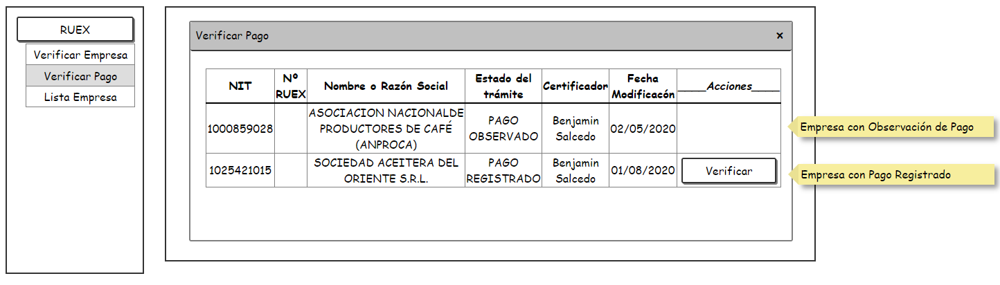 RUEX
Verificar Empresa
Verificar Pago
Lista Empresa
Verificar Pago ×
NIT
Nº
RUEX
Nombre o Razón Social
Estado del
trámite
Certificador
Fecha
Modificacón
____Acciones____
1000859028
ASOCIACION NACIONALDE
PRODUCTORES DE CAFÉ
(ANPROCA)
PAGO
OBSERVADO
Benjamin
Salcedo
02/05/2020
Empresa con Observación de Pago
1025421015
SOCIEDAD ACEITERA DEL
ORIENTE S.R.L.
PAGO
REGISTRADO
Benjamin
Salcedo
01/08/2020
Verificar
Empresa con Pago Registrado